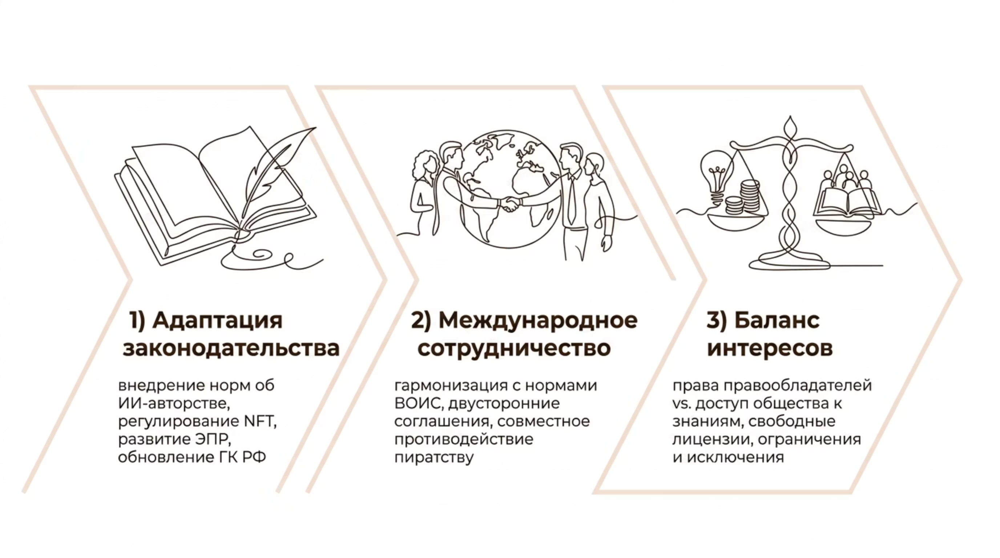 1) Адаптация
законодательства
внедрение норм об
ИИ-авторстве,
регулирование NFT,
развитие ЭПР,
обновление ГК РФ
2) Международное
сотрудничество
гармонизация с нормами
ВОИС, двусторонние
соглашения, совместное
противодействие
пиратству
3) Баланс
интересов
права правообладателей
vs. доступ общества к
знаниям, свободные
лицензии, ограничения
и исключения